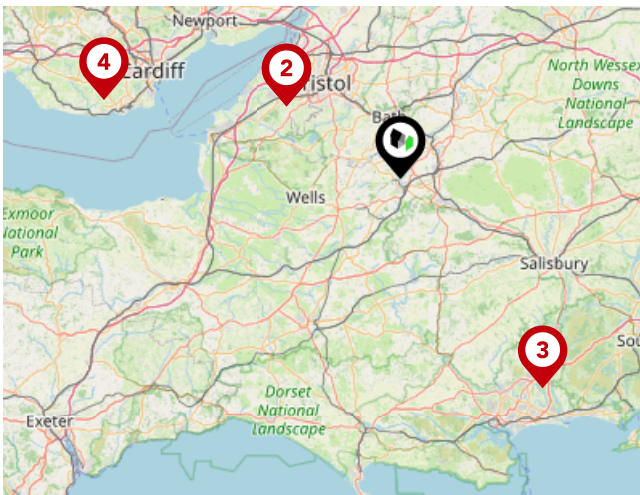 Newport
4
Cardiff
2
Bristol
North Wessex
Downs
National
Landscape
Bath
Exmoor
National
Park
Wells
Salisbury
3
Sou
Dorset
National
Landscape
Exeter